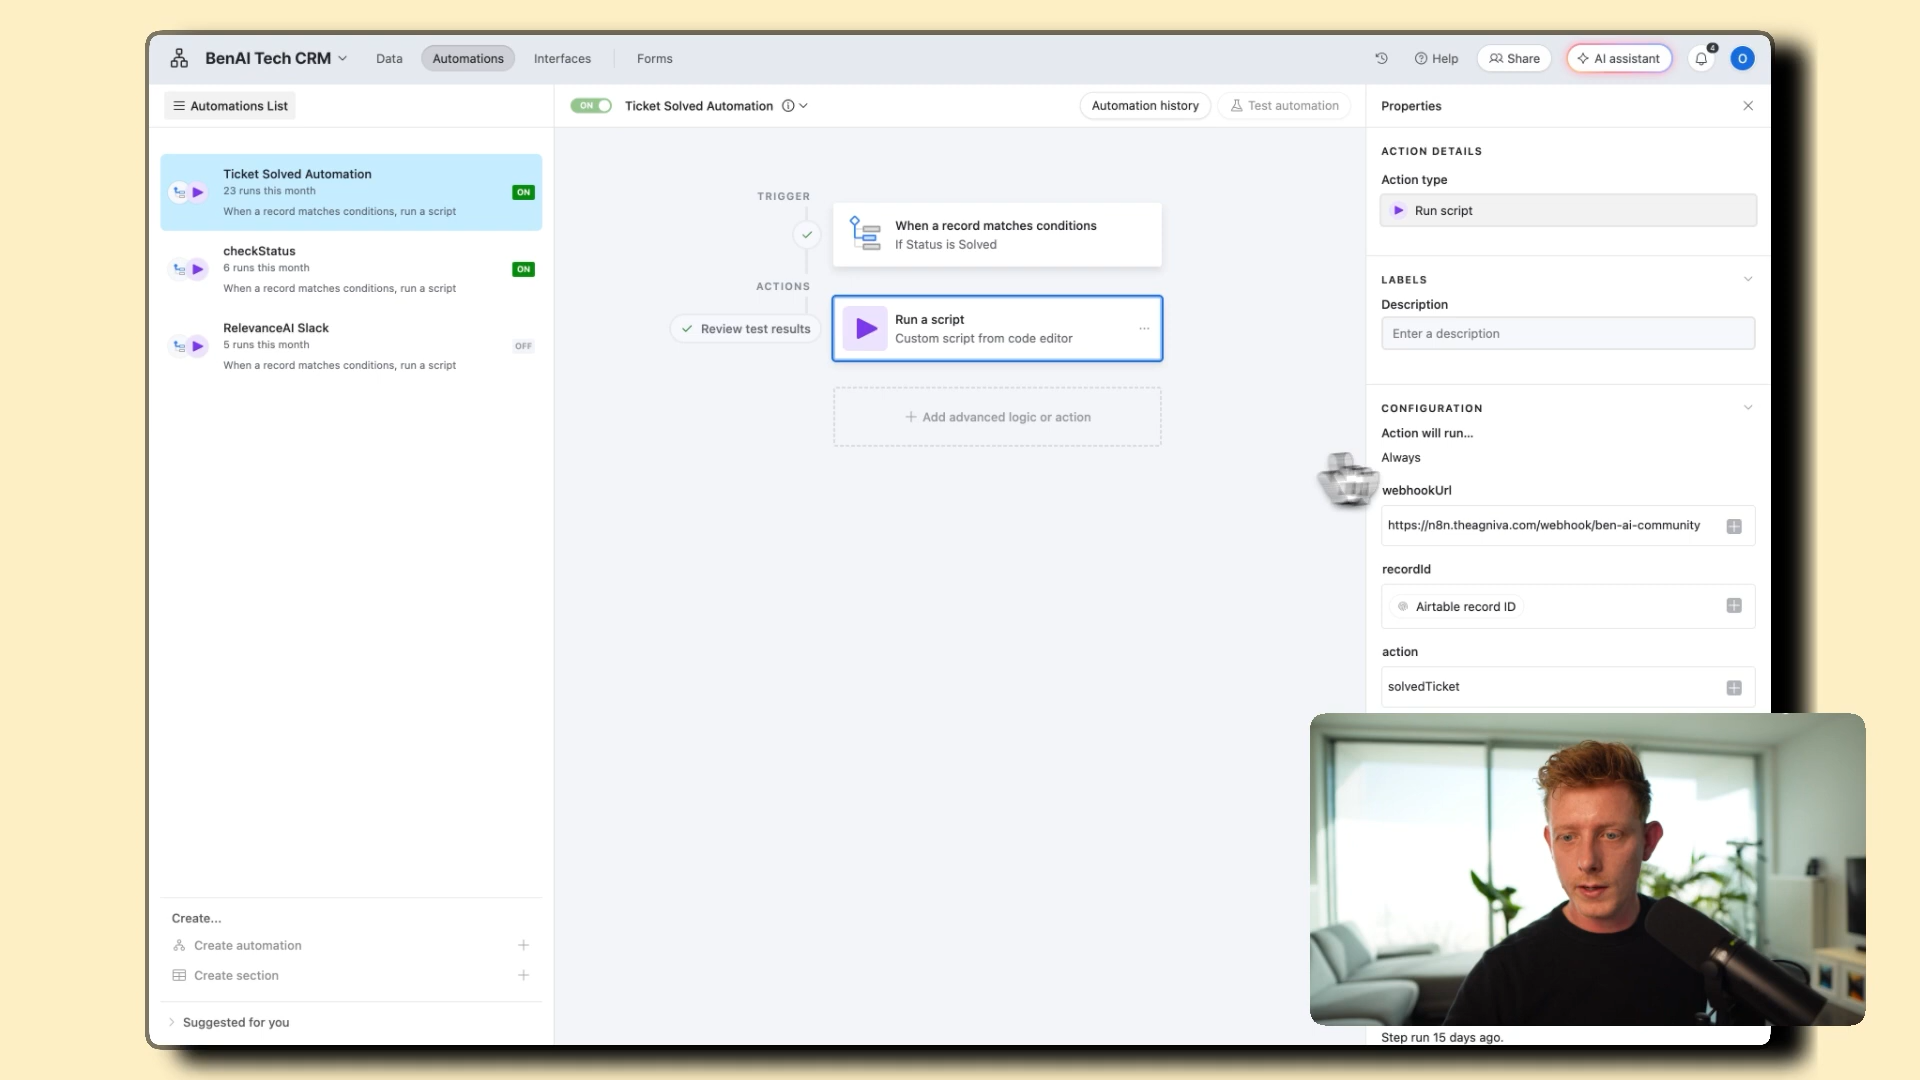 BenAI Tech CRM
Data
Automations
Interfaces
Forms
Help
Share
AI assistant
4
O
Automations List
ON
Ticket Solved Automation
Automation history
Test automation
Properties
Ticket Solved Automation
23 runs this month
When a record matches conditions, run a script
ON
checkStatus
6 runs this month
When a record matches conditions, run a script
ON
RelevanceAI Slack
5 runs this month
When a record matches conditions, run a script
OFF
Create...
Create automation
Create section
Suggested for you
TRIGGER
When a record matches conditions
If Status is Solved
ACTIONS
Review test results
Run a script
Custom script from code editor
Add advanced logic or action
ACTION DETAILS
Action type
Run script
LABELS
Description
Enter a description
CONFIGURATION
Action will run...
Always
webhookUrl
https://n8n.theagniva.com/webhook/ben-ai-community
recordId
Airtable record ID
action
solvedTicket
Step run 15 days ago.